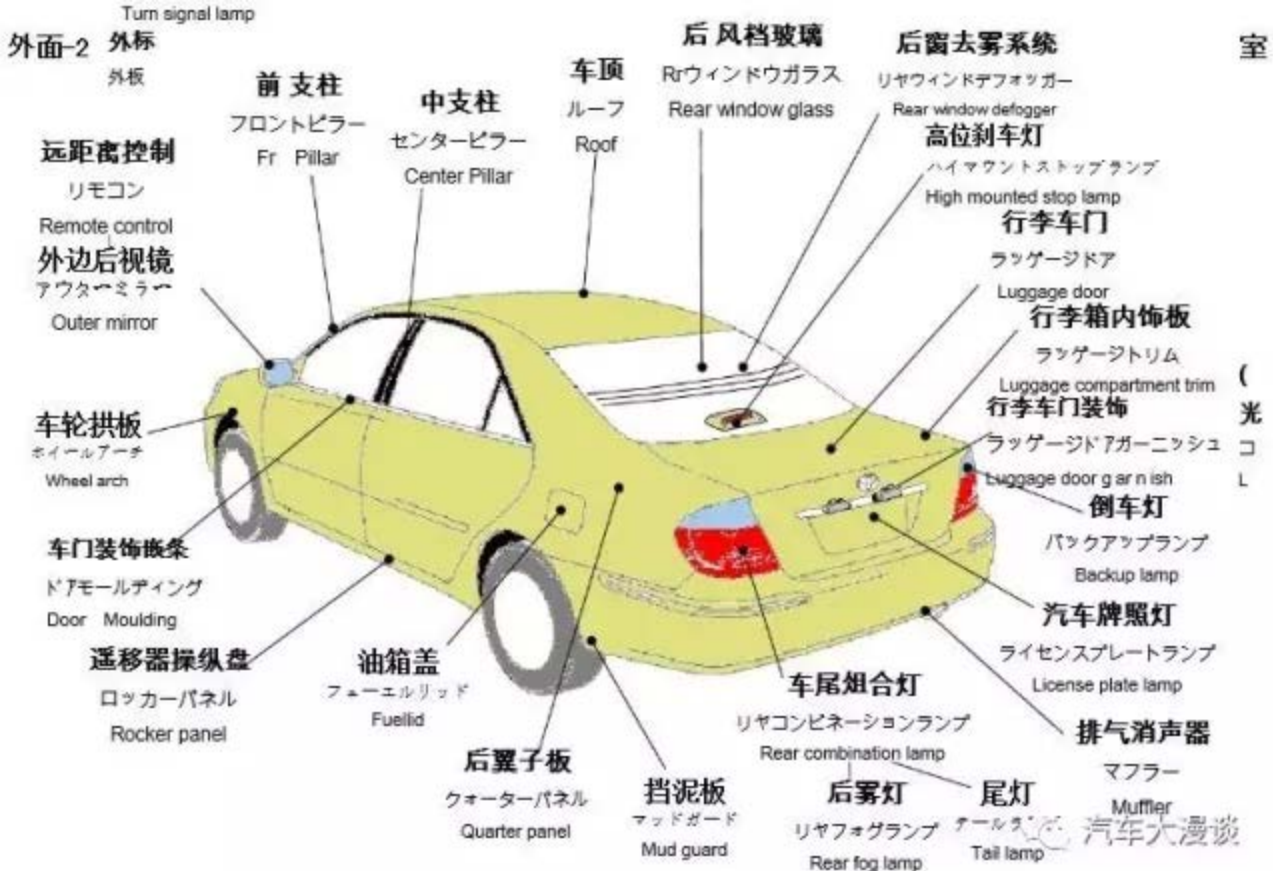 Turn signal lamp
外面-2
外标
外板
前 支柱
フロントピラー
Fr Pillar
中支柱
センターピラー
Center Pillar
车顶
ルーフ
Roof
后 风档玻璃
Rrウィンドウガラス
Rear window glass
后窗去雾系统
リヤウィンドデフォッガー
Rear window defogger
室
高位刹车灯
ハイマウントストップランプ
High mounted stop lamp
远距离控制
リモコン
Remote control
外边后视镜
アウターミラー
Outer mirror
行李车门
ラッゲージドア
Luggage door
行李箱内饰板
ラッゲージトリム
Luggage compartment trim
(
光
コ
L
行李车门装饰
ラッゲージドアガーニッシュ
Luggage door g ar n ish
车轮拱板
ホイールアーチ
Wheel arch
倒车灯
バックアップランプ
Backup lamp
车门装饰嵌条
ドアモールディング
Door Moulding
汽车牌照灯
ライセンスプレートランプ
License plate lamp
遥移器操纵盘
ロッカーパネル
Rocker panel
油箱盖
フューエルリッド
Fuellid
车尾俎合灯
リヤコンビネーションランプ
Rear combination lamp
排气消声器
マフラー
Muffler
后翼子板
クォーターパネル
Quarter panel
挡泥板
マッドガード
Mud guard
后雾灯
リヤフォグランプ
Rear fog lamp
尾灯
テールラ
Tail lamp
汽车大漫谈